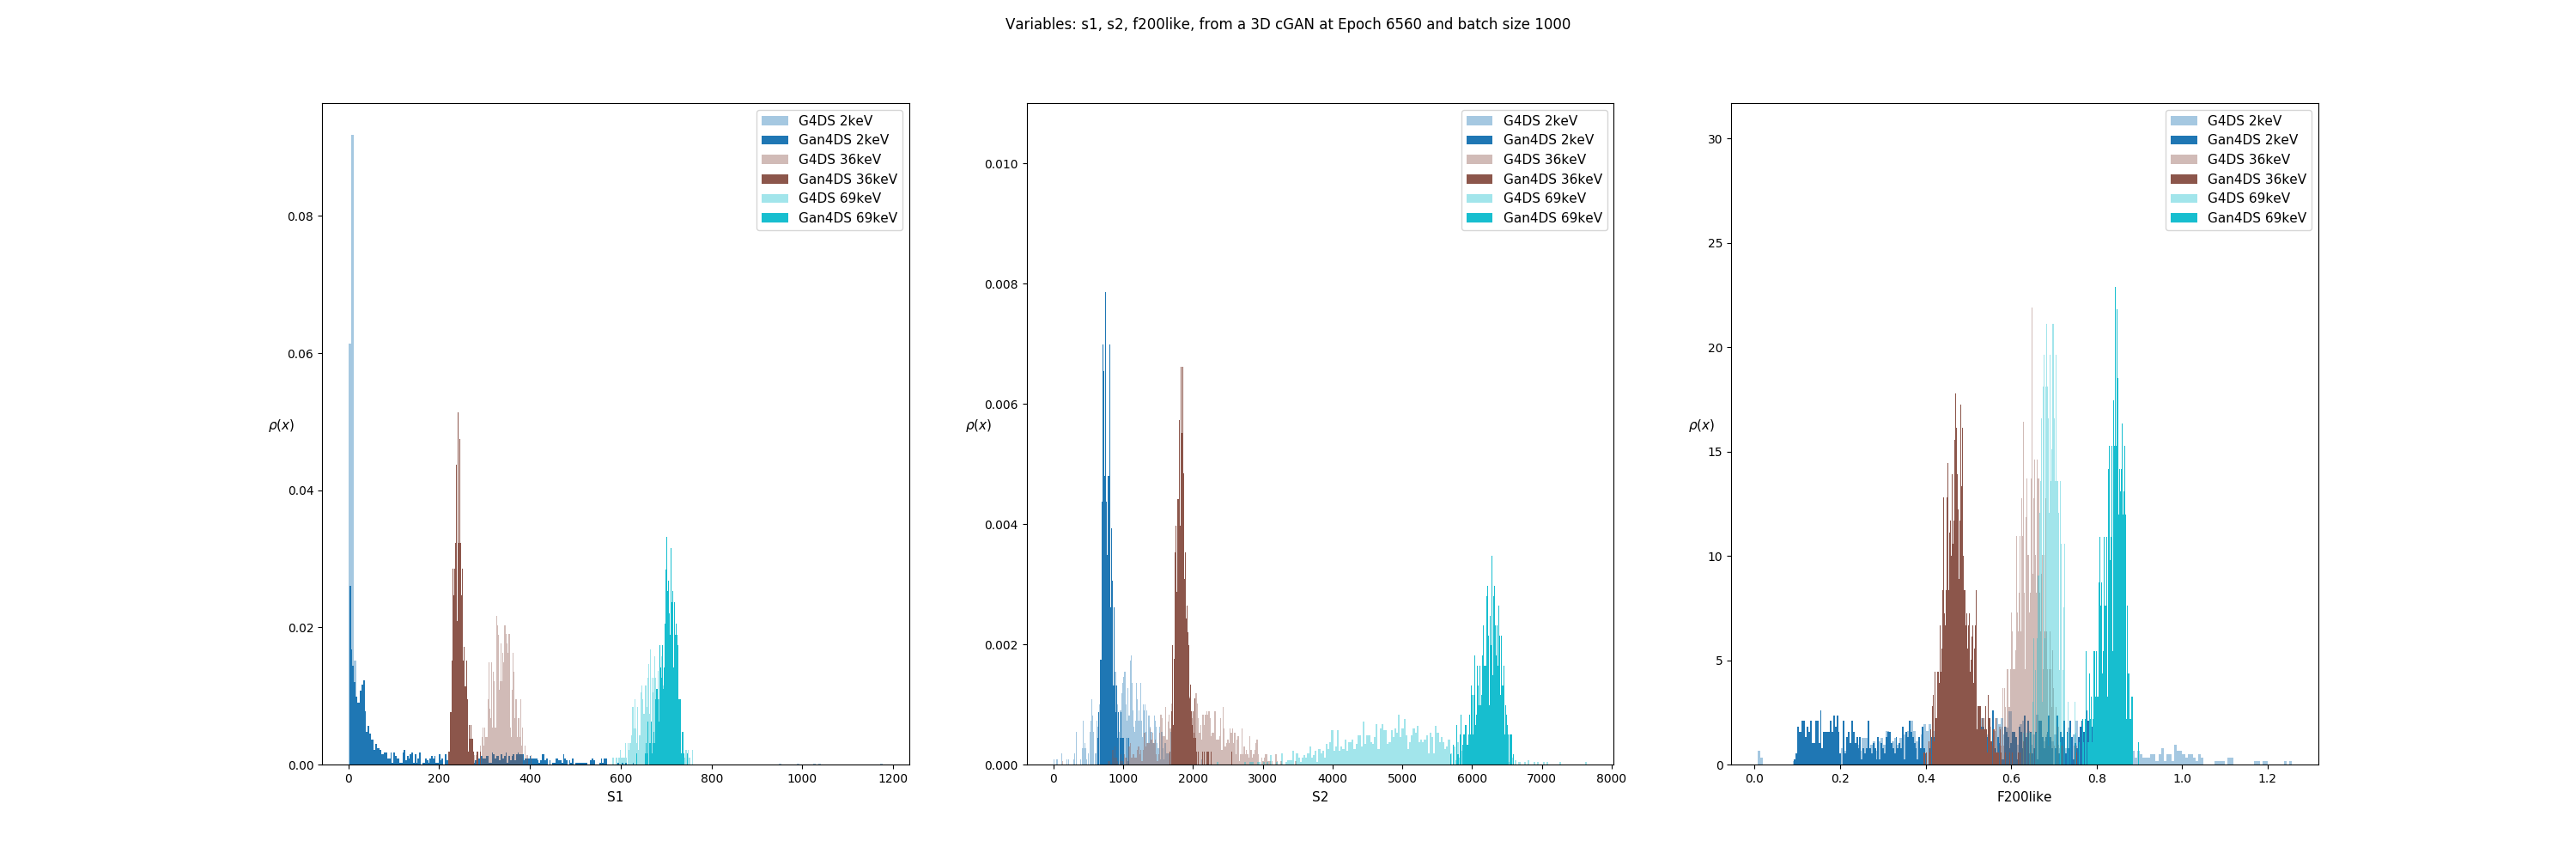 Variables: s1, s2, f200like, from a 3D cGAN at Epoch 6560 and batch size 1000
G4DS 2keV
Gan4DS 2keV
G4DS 36keV
Gan4DS 36keV
G4DS 69keV
Gan4DS 69keV
0.08
0.06
0.04
0.02
0.00
ρ(x)
0 200 400 600 800 1000 1200
S1
G4DS 2keV
Gan4DS 2keV
G4DS 36keV
Gan4DS 36keV
G4DS 69keV
Gan4DS 69keV
0.010
0.008
0.006
0.004
0.002
0.000
ρ(x)
0 1000 2000 3000 4000 5000 6000 7000 8000
S2
G4DS 2keV
Gan4DS 2keV
G4DS 36keV
Gan4DS 36keV
G4DS 69keV
Gan4DS 69keV
30
25
20
15
10
5
0
ρ(x)
0.0 0.2 0.4 0.6 0.8 1.0 1.2
F200like